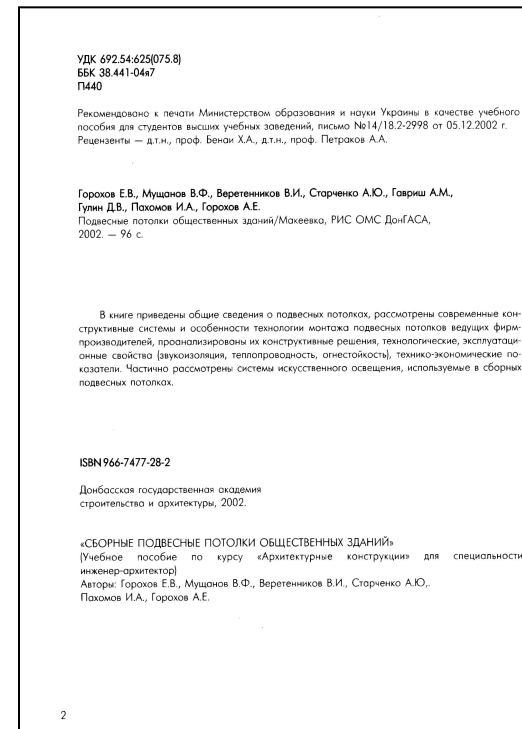 УДК 692.54:625(075.8)
ББК 38.441-04я7
П440
Рекомендовано к печати Министерством образования и науки Украины в качестве учебного
пособия для студентов высших учебных заведений, письмо №14/18.2-2998 от 05.12.2002 г.
Рецензенты — д.т.н., проф. Бенаи Х.А., д.т.н., проф. Петраков А.А.
Горохов Е.В., Мущанов В.Ф., Веретенников В.И., Старченко А.Ю., Гавриш А.М.,
Гулин Д.В., Пахомов И.А., Горохов А.Е.
Подвесные потолки общественных зданий/Макеевка, РИС ОМС ДонГАСА,
2002. — 96 с.
В книге приведены общие сведения о подвесных потолках, рассмотрены современные кон-
структивные системы и особенности технологии монтажа подвесных потолков ведущих фирм-
производителей, проанализированы их конструктивные решения, технологические, эксплуатаци-
онные свойства (звукоизоляция, теплопроводность, огнестойкость), технико-экономические по-
казатели. Частично рассмотрены системы искусственного освещения, используемые в сборных
подвесных потолках.
ISBN 966-7477-28-2
Донбасская государственная академия
строительства и архитектуры, 2002.
«СБОРНЫЕ ПОДВЕСНЫЕ ПОТОЛКИ ОБЩЕСТВЕННЫХ ЗДАНИЙ»
(Учебное пособие по курсу «Архитектурные конструкции» для специальности
инженер-архитектор)
Авторы: Горохов Е.В., Мущанов В.Ф., Веретенников В.И., Старченко А.Ю,.
Пахомов И.А., Горохов А.Е.
2